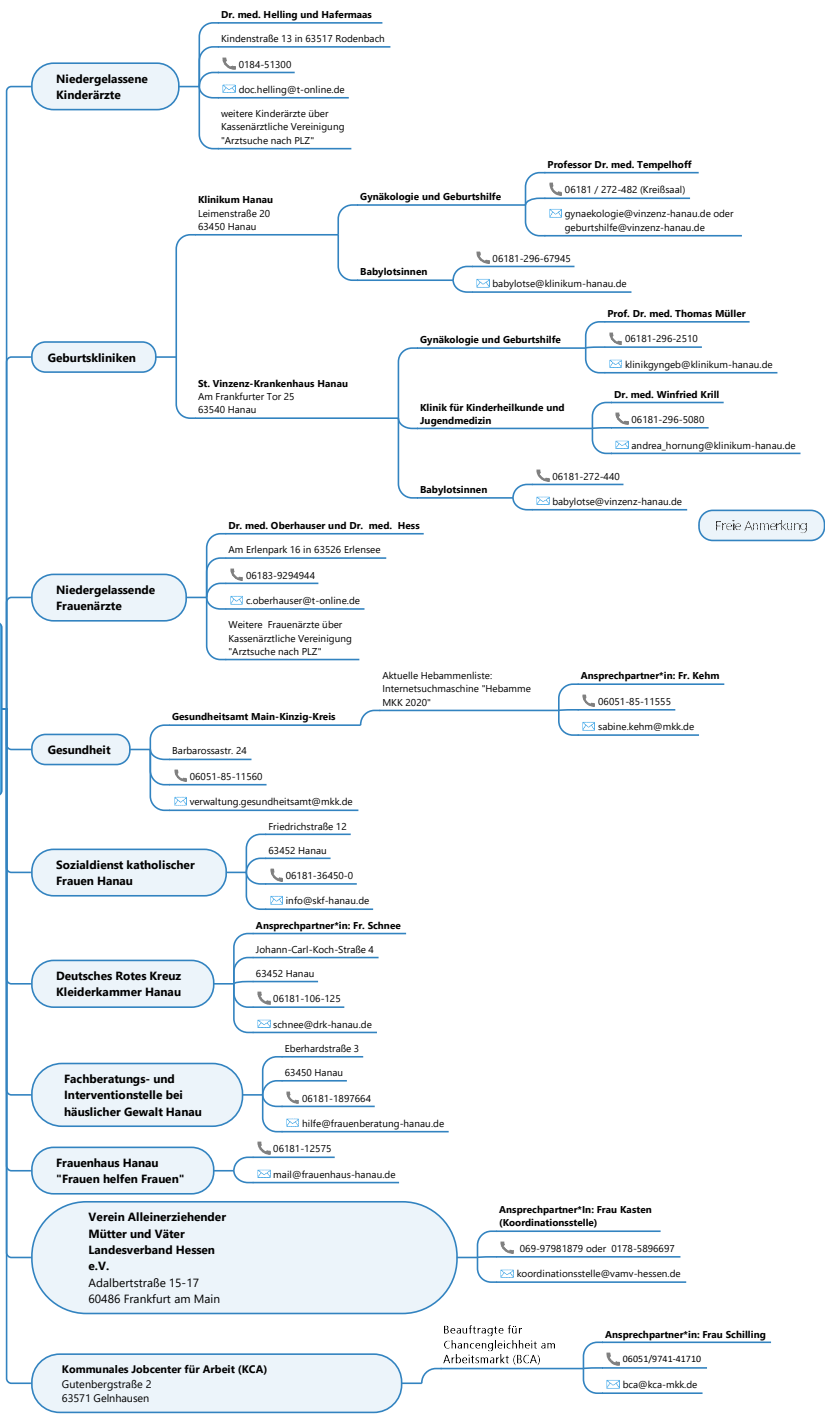 Niedergelassene
Kinderärzte
Dr. med. Helling und Hafermaas
Kindenstraße 13 in 63517 Rodenbach
0184-51300
doc.helling@t-online.de
weitere Kinderärzte über
Kassenärztliche Vereinigung
"Arztsuche nach PLZ"
Geburtskliniken
Klinikum Hanau
Leimenstraße 20
63450 Hanau
Gynäkologie und Geburtshilfe
Professor Dr. med. Tempelhoff
06181 / 272-482 (Kreißsaal)
gynaekologie@vinzenz-hanau.de oder
geburtshilfe@vinzenz-hanau.de
Babylotsinnen
06181-296-67945
babylotse@klinikum-hanau.de
St. Vinzenz-Krankenhaus Hanau
Am Frankfurter Tor 25
63540 Hanau
Gynäkologie und Geburtshilfe
Prof. Dr. med. Thomas Müller
06181-296-2510
klinikgyngeb@klinikum-hanau.de
Klinik für Kinderheilkunde und
Jugendmedizin
Dr. med. Winfried Krill
06181-296-5080
andrea_hornung@klinikum-hanau.de
Babylotsinnen
06181-272-440
babylotse@vinzenz-hanau.de
Freie Anmerkung
Niedergelassende
Frauenärzte
Dr. med. Oberhauser und Dr.  med.  Hess
Am Erlenpark 16 in 63526 Erlensee
06183-9294944
c.oberhauser@t-online.de
Weitere  Frauenärzte über
Kassenärztliche Vereinigung
"Arztsuche nach PLZ"
Gesundheit
Gesundheitsamt Main-Kinzig-Kreis
Aktuelle Hebammenliste:
Internetsuchmaschine "Hebamme
MKK 2020"
Ansprechpartner*in: Fr. Kehm
06051-85-11555
sabine.kehm@mkk.de
Barbarossastr. 24
06051-85-11560
verwaltung.gesundheitsamt@mkk.de
Sozialdienst katholischer
Frauen Hanau
Friedrichstraße 12
63452 Hanau
06181-36450-0
info@skf-hanau.de
Deutsches Rotes Kreuz
Kleiderkammer Hanau
Ansprechpartner*in: Fr. Schnee
Johann-Carl-Koch-Straße 4
63452 Hanau
06181-106-125
schnee@drk-hanau.de
Fachberatungs- und
Interventionstelle bei
häuslicher Gewalt Hanau
Eberhardstraße 3
63450 Hanau
06181-1897664
hilfe@frauenberatung-hanau.de
Frauenhaus Hanau
"Frauen helfen Frauen"
06181-12575
mail@frauenhaus-hanau.de
Verein Alleinerziehender
Mütter und Väter
Landesverband Hessen
e.V.
Adalbertstraße 15-17
60486 Frankfurt am Main
Ansprechpartner*In: Frau Kasten
(Koordinationsstelle)
069-97981879 oder  0178-5896697
koordinationsstelle@vamv-hessen.de
Kommunales Jobcenter für Arbeit (KCA)
Gutenbergstraße 2
63571 Gelnhausen
Beauftragte für
Chancengleichheit am
Arbeitsmarkt (BCA)
Ansprechpartner*in: Frau Schilling
06051/9741-41710
bca@kca-mkk.de